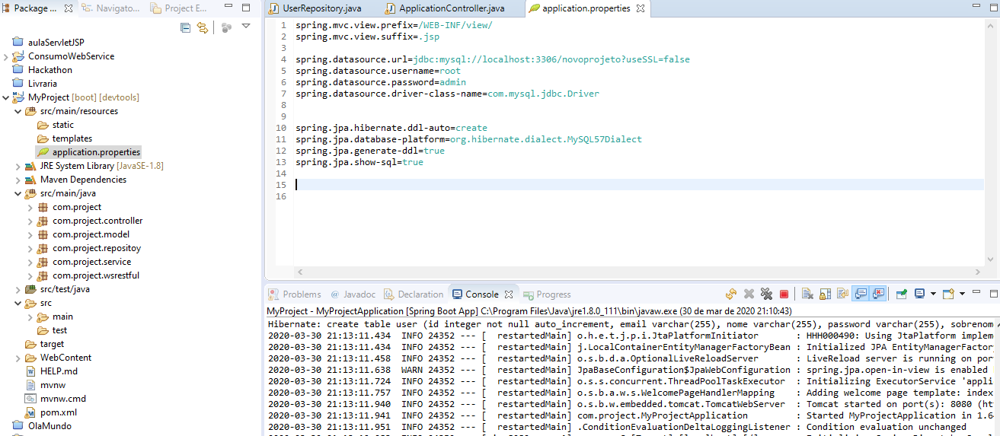 Package ...
Navigato...
Project E...
aulaServletJSP
ConsumoWebService
Hackathon
Livraria
MyProject [boot] [devtools]
src/main/resources
static
templates
application.properties
JRE System Library [JavaSE-1.8]
Maven Dependencies
src/main/java
com.project
com.project.controller
com.project.model
com.project.repositoy
com.project.service
com.project.wsrestful
src/test/java
src
main
test
target
WebContent
HELP.md
mvnw
mvnw.cmd
pom.xml
OlaMundo
UserRepository.java
ApplicationController.java
application.properties
1 spring.mvc.view.prefix=/WEB-INF/view/
2 spring.mvc.view.suffix=.jsp
3
4 spring.datasource.url=jdbc:mysql://localhost:3306/novoprojeto?useSSL=false
5 spring.datasource.username=root
6 spring.datasource.password=admin
7 spring.datasource.driver-class-name=com.mysql.jdbc.Driver
8
9
10 spring.jpa.hibernate.ddl-auto=create
11 spring.jpa.database-platform=org.hibernate.dialect.MySQL57Dialect
12 spring.jpa.generate-ddl=true
13 spring.jpa.show-sql=true
14
15
16
Problems @ Javadoc Declaration Console Progress
MyProject - MyProjectApplication [Spring Boot App] C:\Program Files\Java\jre1.8.0_111\bin\javaw.exe (30 de mar de 2020 21:10:43)
Hibernate: create table user (id integer not null auto_increment, email varchar(255), nome varchar(255), password varchar(255), sobrenom
2020-03-30 21:13:11.434 INFO 24352 --- [ restartedMain] o.h.e.t.j.p.i.JtaPlatformInitiator : HHH000490: Using JtaPlatform implem
2020-03-30 21:13:11.434 INFO 24352 --- [ restartedMain] j.LocalContainerEntityManagerFactoryBean : Initialized JPA EntityManagerFactor
2020-03-30 21:13:11.458 INFO 24352 --- [ restartedMain] o.s.b.d.a.OptionalLiveReloadServer : LiveReload server is running on por
2020-03-30 21:13:11.638 WARN 24352 --- [ restartedMain] JpaBaseConfiguration$JpaWebConfiguration : spring.jpa.open-in-view is enabled
2020-03-30 21:13:11.724 INFO 24352 --- [ restartedMain] o.s.s.concurrent.ThreadPoolTaskExecutor : Initializing ExecutorService 'appli
2020-03-30 21:13:11.757 INFO 24352 --- [ restartedMain] o.s.b.a.w.s.WelcomePageHandlerMapping : Adding welcome page template: index
2020-03-30 21:13:11.940 INFO 24352 --- [ restartedMain] o.s.b.w.embedded.tomcat.TomcatWebServer : Tomcat started on port(s): 8080 (ht
2020-03-30 21:13:11.941 INFO 24352 --- [ restartedMain] com.project.MyProjectApplication : Started MyProjectApplication in 1.6
2020-03-30 21:13:11.951 INFO 24352 --- [ restartedMain] .ConditionEvaluationDeltaLoggingListener : Condition evaluation unchanged